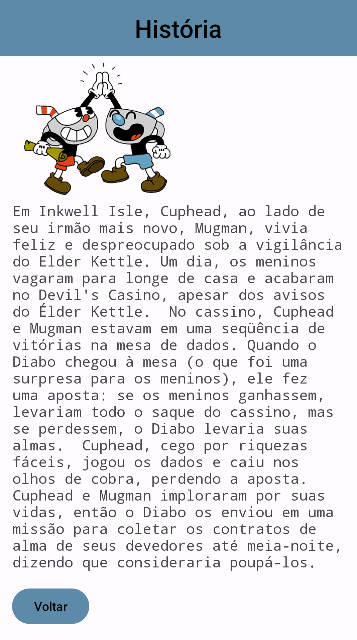 História
Em Inkwell Isle, Cuphead, ao lado de
seu irmão mais novo, Mugman, vivia
feliz e despreocupado sob a vigilância
do Elder Kettle. Um dia, os meninos
vagaram para longe de casa e acabaram
no Devil's Casino, apesar dos avisos
do Élder Kettle.  No cassino, Cuphead
e Mugman estavam em uma seqüência de
vitórias na mesa de dados. Quando o
Diabo chegou à mesa (o que foi uma
surpresa para os meninos), ele fez
uma aposta: se os meninos ganhassem,
levariam todo o saque do cassino, mas
se perdessem, o Diabo levaria suas
almas.  Cuphead, cego por riquezas
fáceis, jogou os dados e caiu nos
olhos de cobra, perdendo a aposta.
Cuphead e Mugman imploraram por suas
vidas, então o Diabo os enviou em uma
missão para coletar os contratos de
alma de seus devedores até meia-noite,
dizendo que consideraria poupá-los.
Voltar